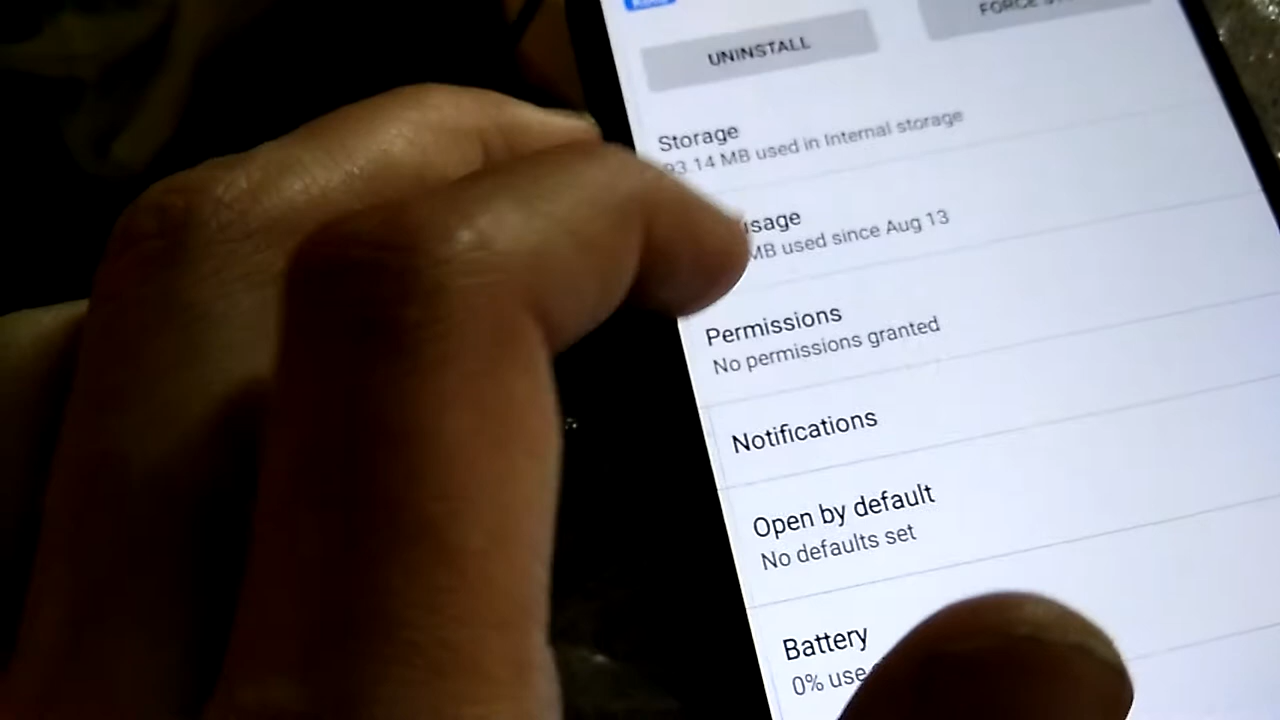 UNINSTALL
FORCE
Storage
93.14 MB used in Internal storage
usage
MB used since Aug 13
Permissions
No permissions granted
Notifications
Open by default
No defaults set
Battery
0% use